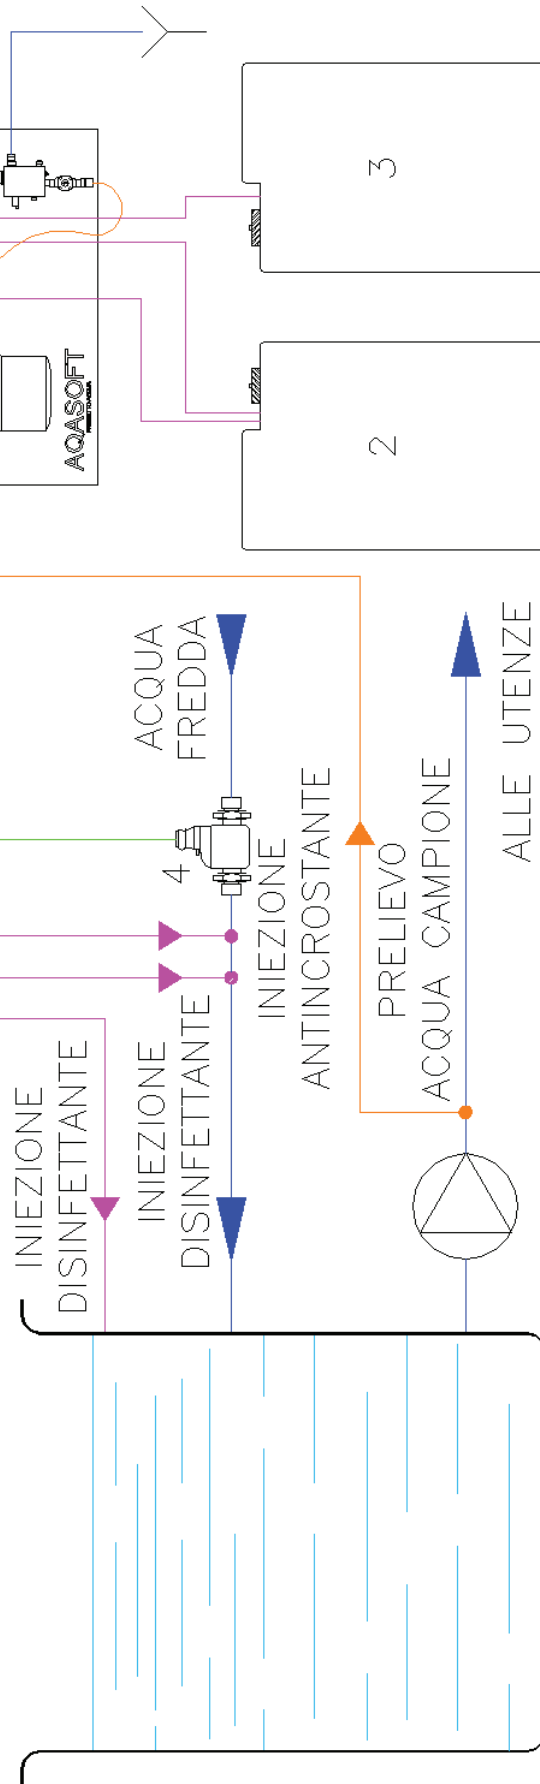 3
AQASOFT
2
ACQUA
FREDDA
ALLE UTENZE
4
INIEZIONE
ANTINCROSTANTE
PRELIEVO
ACQUA CAMPIONE
INIEZIONE
DISINFETTANTE
INIEZIONE
DISINFETTANTE